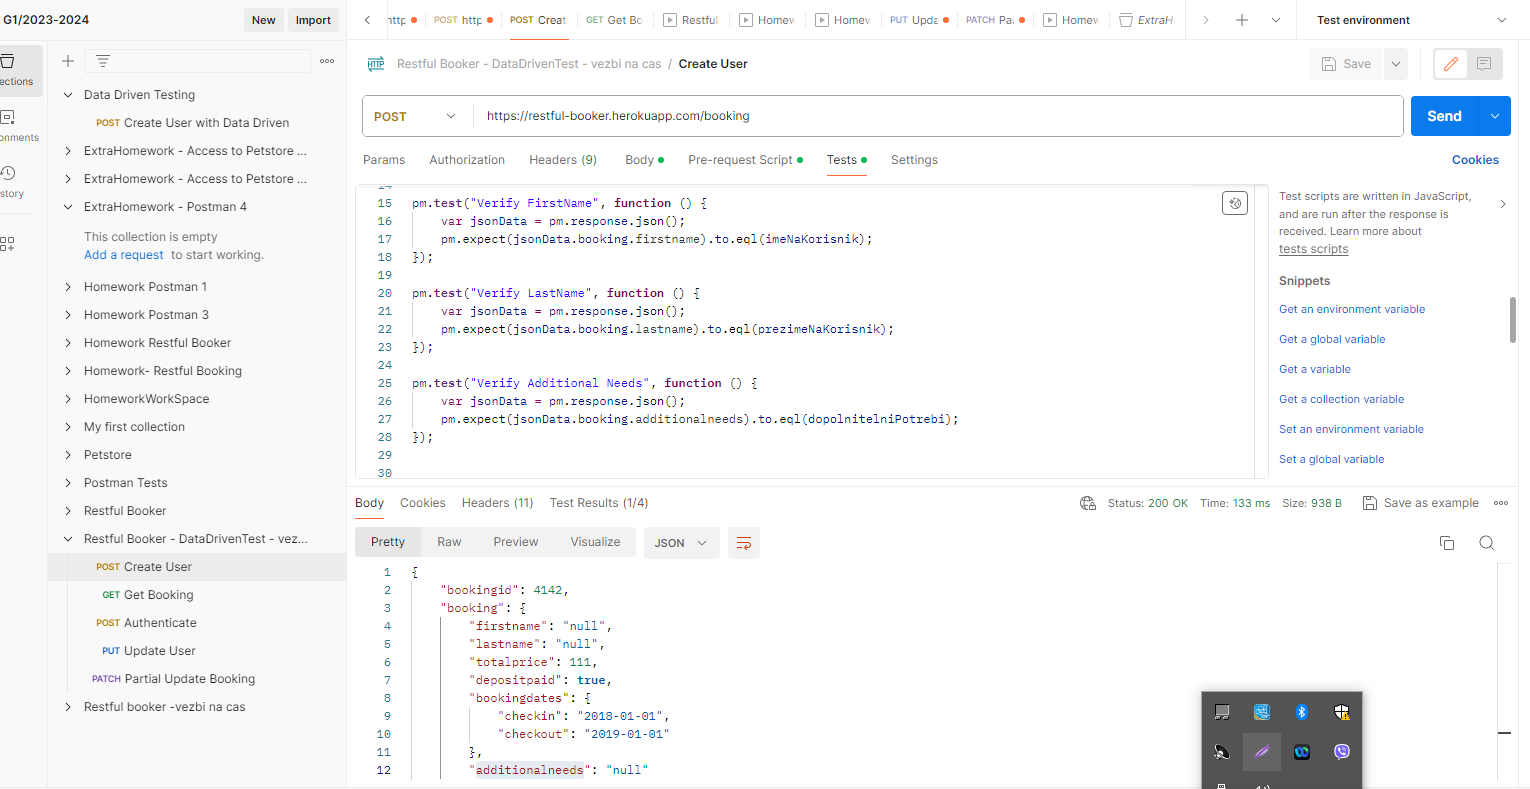 G1/2023-2024
New
Import
http
POST http
POST Creat
GET Get Bo
Restful
Homew
Homew
PUT Upda
PATCH Pa
Homew
ExtraH
Test environment
ections
onments
story
Data Driven Testing
POST Create User with Data Driven
ExtraHomework - Access to Petstore ...
ExtraHomework - Access to Petstore ...
ExtraHomework - Postman 4
This collection is empty
Add a request to start working.
Homework Postman 1
Homework Postman 3
Homework Restful Booker
Homework- Restful Booking
HomeworkWorkSpace
My first collection
Petstore
Postman Tests
Restful Booker
Restful Booker - DataDrivenTest - vez...
POST Create User
GET Get Booking
POST Authenticate
PUT Update User
PATCH Partial Update Booking
Restful booker -vezbi na cas
HTTP Restful Booker - DataDrivenTest - vezbi na cas / Create User
Save
POST
https://restful-booker.herokuapp.com/booking
Send
Params
Authorization
Headers (9)
Body
Pre-request Script
Tests
Settings
Cookies
14
15 pm.test("Verify FirstName", function () {
16 var jsonData = pm.response.json();
17 pm.expect(jsonData.booking.firstname).to.eql(imeNaKorisnik);
18 });
19
20 pm.test("Verify LastName", function () {
21 var jsonData = pm.response.json();
22 pm.expect(jsonData.booking.lastname).to.eql(prezimeNaKorisnik);
23 });
24
25 pm.test("Verify Additional Needs", function () {
26 var jsonData = pm.response.json();
27 pm.expect(jsonData.booking.additionalneeds).to.eql(dopolnitelniPotrebi);
28 });
29
30
Test scripts are written in JavaScript,
and are run after the response is
received. Learn more about
tests scripts
Snippets
Get an environment variable
Get a global variable
Get a variable
Get a collection variable
Set an environment variable
Set a global variable
Body
Cookies
Headers (11)
Test Results (1/4)
Status: 200 OK Time: 133 ms Size: 938 B
Save as example
Pretty
Raw
Preview
Visualize
JSON
1 {
2 "bookingid": 4142,
3 "booking": {
4 "firstname": "null",
5 "lastname": "null",
6 "totalprice": 111,
7 "depositpaid": true,
8 "bookingdates": {
9 "checkin": "2018-01-01",
10 "checkout": "2019-01-01"
11 },
12 "additionalneeds": "null"